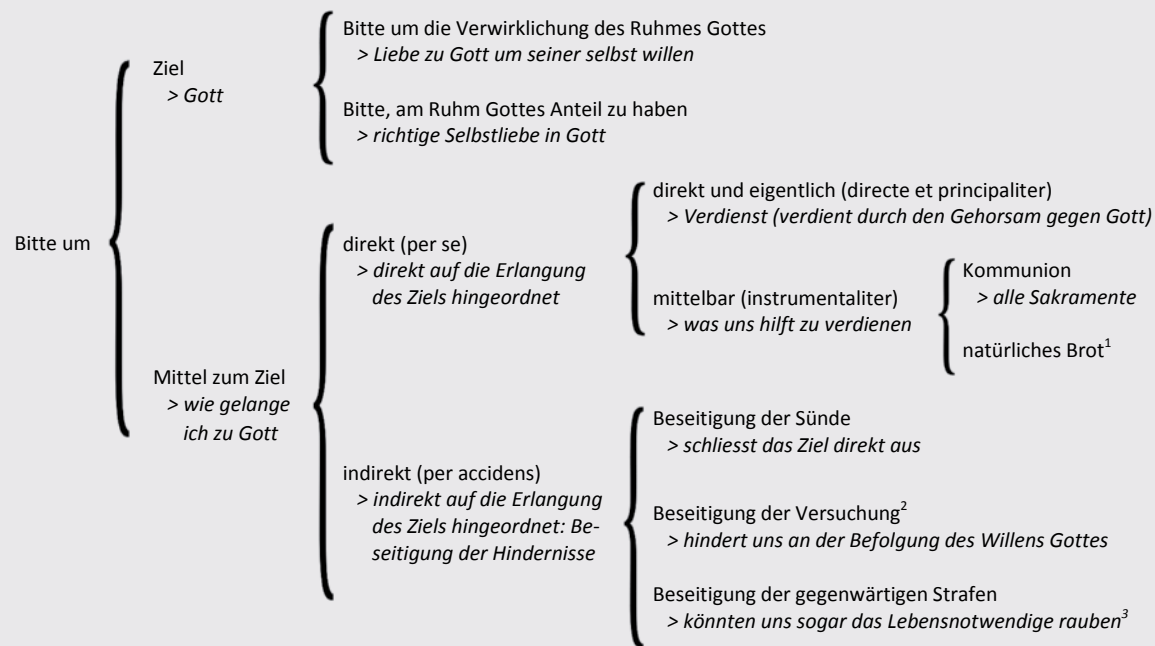 Bitte um
Ziel
> Gott
Bitte um die Verwirklichung des Ruhmes Gottes
> Liebe zu Gott um seiner selbst willen
Bitte, am Ruhm Gottes Anteil zu haben
> richtige Selbstliebe in Gott
Mittel zum Ziel
> wie gelange
ich zu Gott
direkt (per se)
> direkt auf die Erlangung
des Ziels hingeordnet
direkt und eigentlich (directe et principaliter)
> Verdienst (verdient durch den Gehorsam gegen Gott)
mittelbar (instrumentaliter)
> was uns hilft zu verdienen
Kommunion
> alle Sakramente
natürliches Brot¹
indirekt (per accidens)
> indirekt auf die Erlangung
des Ziels hingeordnet: Be-
seitigung der Hindernisse
Beseitigung der Sünde
> schliesst das Ziel direkt aus
Beseitigung der Versuchung²
> hindert uns an der Befolgung des Willens Gottes
Beseitigung der gegenwärtigen Strafen
> könnten uns sogar das Lebensnotwendige rauben³